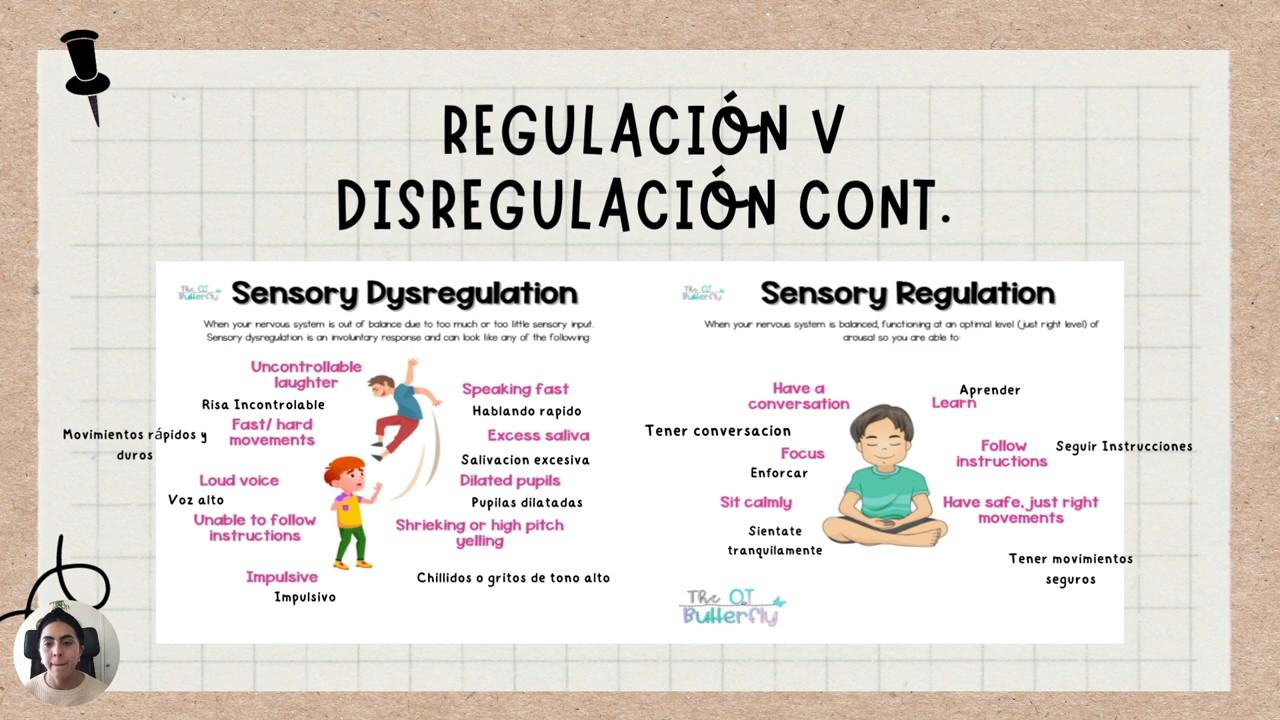 REGULACIÓN V
DISREGULACIÓN CONT.
The OT
Butterfly
Sensory Dysregulation
When your nervous system is out of balance due to too much or too little sensory input.
Sensory dysregulation is an involuntary response and can look like any of the following:
Uncontrollable
laughter
Risa Incontrolable
Fast/ hard
movements
Movimientos rápidos y
duros
Loud voice
Voz alto
Unable to follow
instructions
Impulsive
Impulsivo
Speaking fast
Hablando rapido
Excess saliva
Salivacion excesiva
Dilated pupils
Pupilas dilatadas
Shrieking or high pitch
yelling
Chillidos o gritos de tono alto
The OT
Butterfly
Sensory Regulation
When your nervous system is balanced, functioning at an optimal level (just right level) of
arousal so you are able to:
Have a
conversation
Tener conversacion
Focus
Enforcar
Sit calmly
Sientate
tranquilamente
Aprender
Learn
Follow
instructions
Seguir Instrucciones
Have safe, just right
movements
Tener movimientos
seguros
The OT
Butterfly